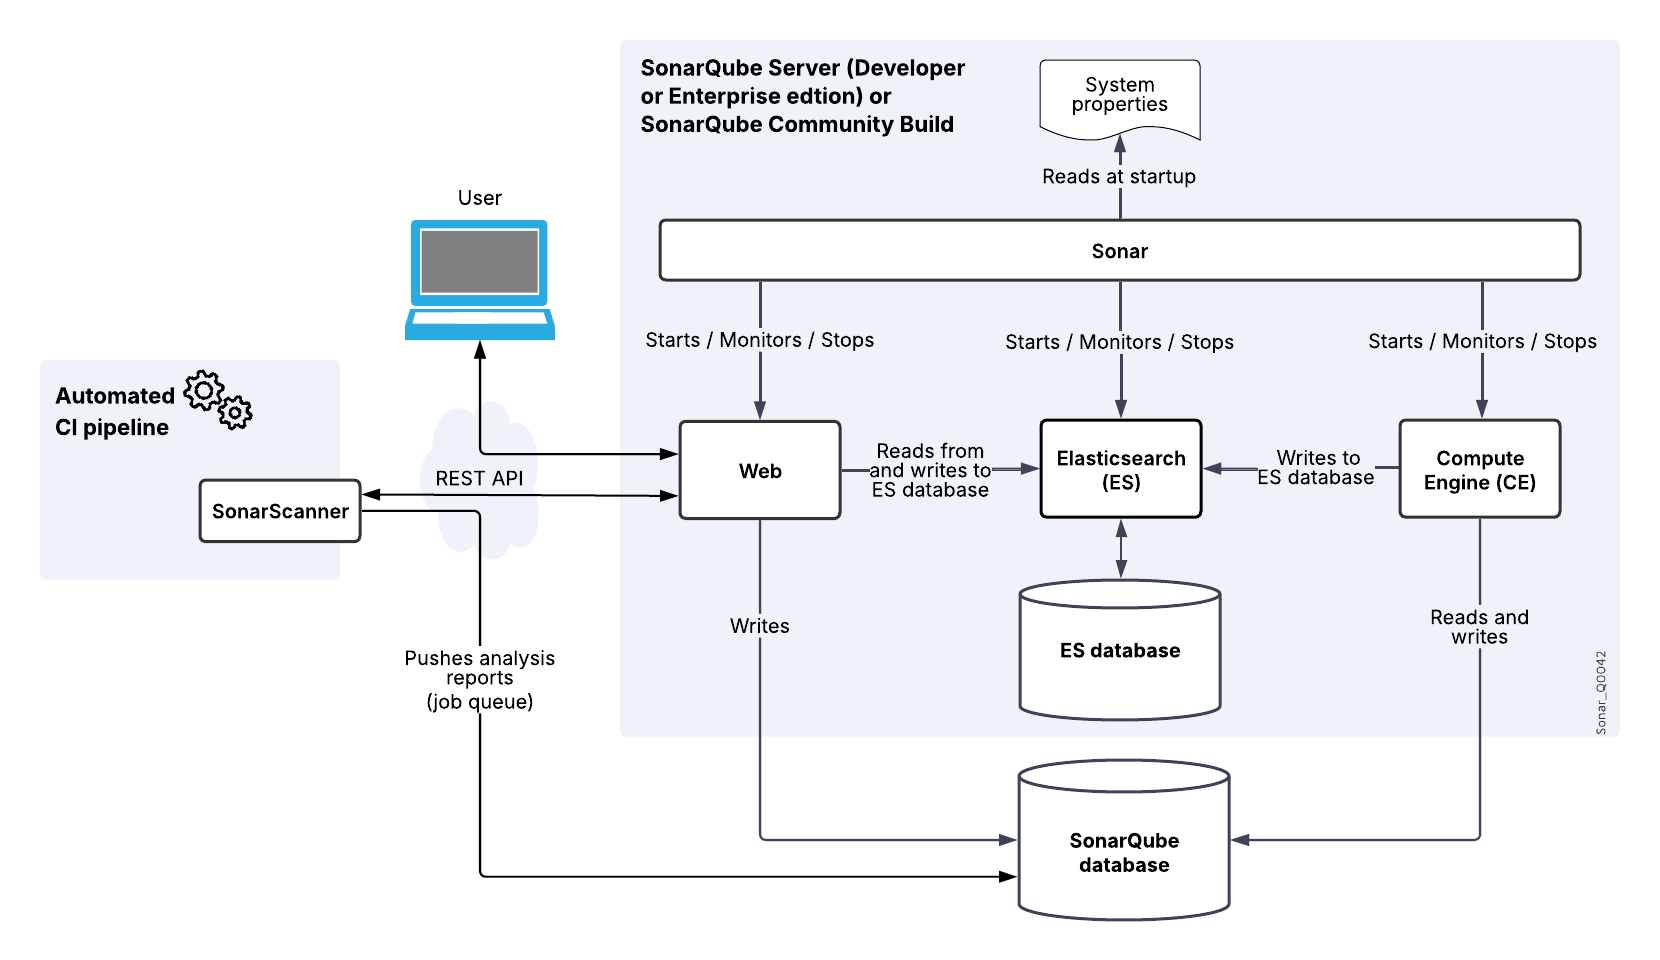 SonarQube Server (Developer
or Enterprise edtion) or
SonarQube Community Build
System
properties
Reads at startup
User
Sonar
Starts / Monitors / Stops
Starts / Monitors / Stops
Starts / Monitors / Stops
Automated
CI pipeline
REST API
SonarScanner
Web
Reads from
and writes to
ES database
Elasticsearch
(ES)
Writes to
ES database
Compute
Engine (CE)
Writes
ES database
Reads and
writes
Pushes analysis
reports
(job queue)
Sonar_Q0042
SonarQube
database